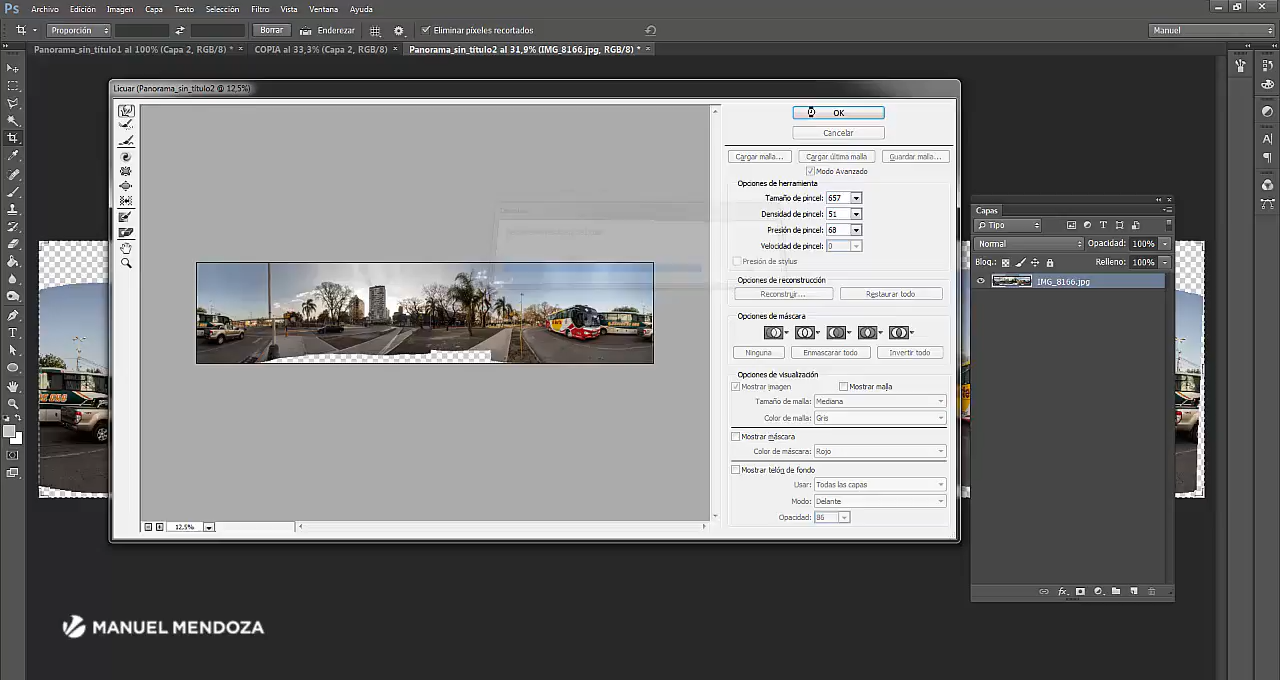 Ps Archivo Edición Imagen Capa Texto Selección Filtro Vista Ventana Ayuda
Proporción Borrar Enderezar Eliminar píxeles recortados Manuel
Panorama_sin_título1 al 100% (Capa 2, RGB/8) * × COPIA al 33,3% (Capa 2, RGB/8) × Panorama_sin_título2 al 31,9% (IMG_8166.jpg, RGB/8) * ×
Licuar (Panorama_sin_título2 @ 12,5%)
OK
Cancelar
Cargar malla... Cargar última malla Guardar malla...
Modo Avanzado
Opciones de herramienta
Tamaño de pincel: 657
Densidad de pincel: 51
Presión de pincel: 68
Velocidad de pincel: 0
Presión de stylus
Opciones de reconstrucción
Reconstruir... Restaurar todo
Opciones de máscara
Ninguna Enmascarar todo Invertir todo
Opciones de visualización
Mostrar imagen Mostrar malla
Tamaño de malla: Mediana
Color de malla: Gris
Mostrar máscara
Color de máscara: Rojo
Mostrar telón de fondo
Usar: Todas las capas
Modo: Delante
Opacidad: 86
12,5%
Capas
Tipo
Normal Opacidad: 100%
Bloq.: Relleno: 100%
IMG_8166.jpg
MANUEL MENDOZA